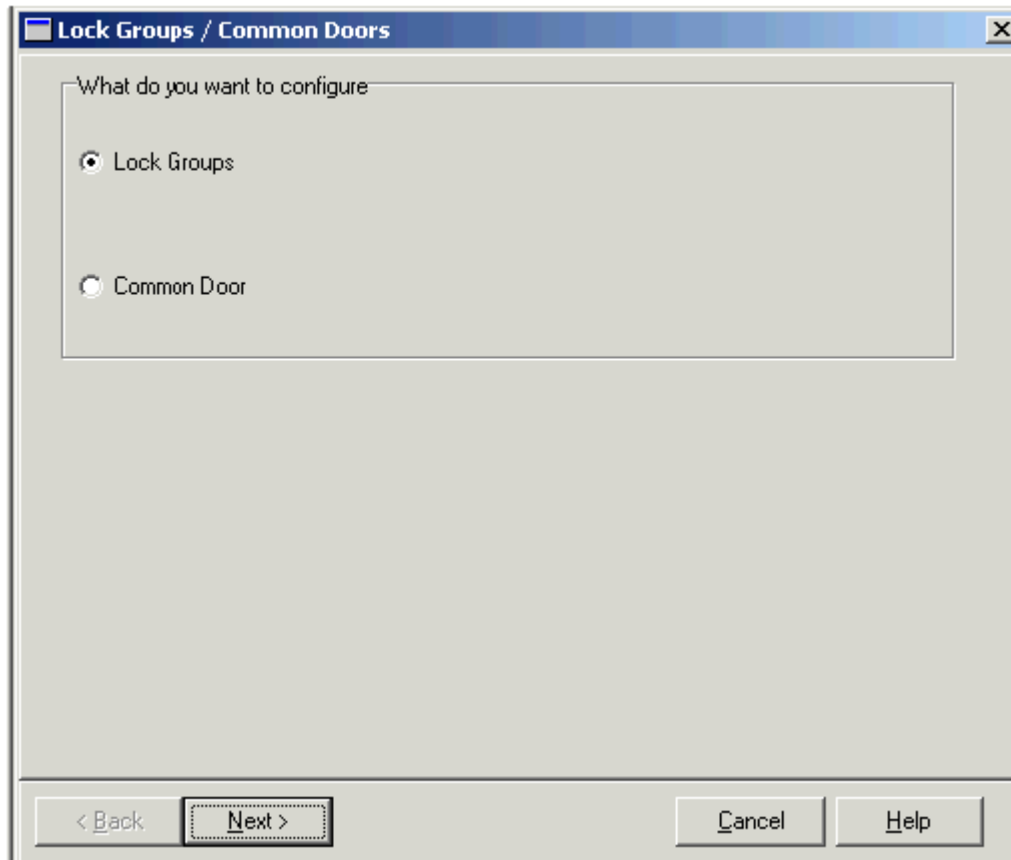 Lock Groups / Common Doors
What do you want to configure
Lock Groups
Common Door
< Back Next > Cancel Help